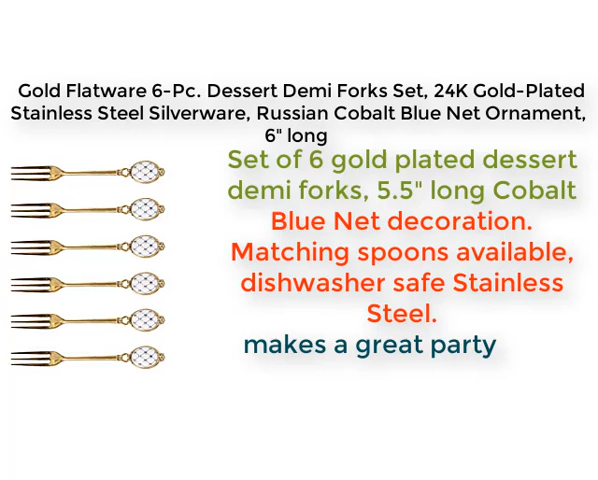 Gold Flatware 6-Pc. Dessert Demi Forks Set, 24K Gold-Plated
Stainless Steel Silverware, Russian Cobalt Blue Net Ornament,
6" long
Set of 6 gold plated dessert
demi forks, 5.5" long Cobalt
Blue Net decoration.
Matching spoons available,
dishwasher safe Stainless
Steel.
makes a great party